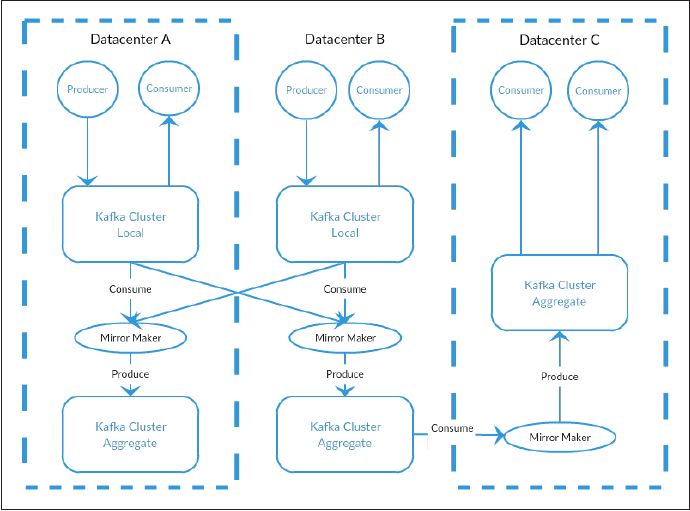 Datacenter A
Datacenter B
Datacenter C
Producer
Consumer
Producer
Consumer
Consumer
Consumer
Kafka Cluster
Local
Kafka Cluster
Local
Kafka Cluster
Aggregate
Consume
Consume
Mirror Maker
Mirror Maker
Produce
Produce
Produce
Kafka Cluster
Aggregate
Kafka Cluster
Aggregate
Consume
Mirror Maker